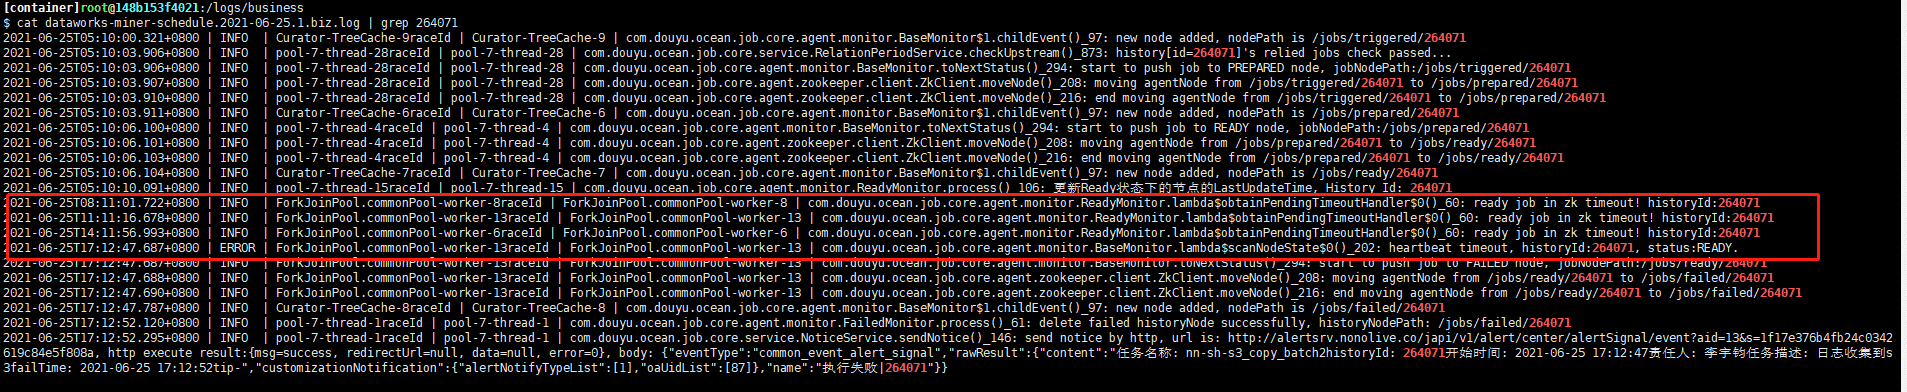 [container]root@148b153f4021:/logs/business
$ cat dataworks-miner-schedule.2021-06-25.1.biz.log | grep 264071
2021-06-25T05:10:00.321+0800 | INFO  | Curator-TreeCache-9raceId | Curator-TreeCache-9 | com.douyu.ocean.job.core.agent.monitor.BaseMonitor$1.childEvent()_97: new node added, nodePath is /jobs/triggered/264071
2021-06-25T05:10:03.906+0800 | INFO  | pool-7-thread-28raceId | pool-7-thread-28 | com.douyu.ocean.job.core.service.RelationPeriodService.checkUpstream()_873: history[id=264071]'s relied jobs check passed...
2021-06-25T05:10:03.906+0800 | INFO  | pool-7-thread-28raceId | pool-7-thread-28 | com.douyu.ocean.job.core.agent.monitor.BaseMonitor.toNextStatus()_294: start to push job to PREPARED node, jobNodePath:/jobs/triggered/264071
2021-06-25T05:10:03.907+0800 | INFO  | pool-7-thread-28raceId | pool-7-thread-28 | com.douyu.ocean.job.core.agent.zookeeper.client.ZkClient.moveNode()_208: moving agentNode from /jobs/triggered/264071 to /jobs/prepared/264071
2021-06-25T05:10:03.910+0800 | INFO  | pool-7-thread-28raceId | pool-7-thread-28 | com.douyu.ocean.job.core.agent.zookeeper.client.ZkClient.moveNode()_216: end moving agentNode from /jobs/triggered/264071 to /jobs/prepared/264071
2021-06-25T05:10:03.911+0800 | INFO  | Curator-TreeCache-6raceId | Curator-TreeCache-6 | com.douyu.ocean.job.core.agent.monitor.BaseMonitor$1.childEvent()_97: new node added, nodePath is /jobs/prepared/264071
2021-06-25T05:10:06.100+0800 | INFO  | pool-7-thread-4raceId | pool-7-thread-4 | com.douyu.ocean.job.core.agent.monitor.BaseMonitor.toNextStatus()_294: start to push job to READY node, jobNodePath:/jobs/prepared/264071
2021-06-25T05:10:06.101+0800 | INFO  | pool-7-thread-4raceId | pool-7-thread-4 | com.douyu.ocean.job.core.agent.zookeeper.client.ZkClient.moveNode()_208: moving agentNode from /jobs/prepared/264071 to /jobs/ready/264071
2021-06-25T05:10:06.103+0800 | INFO  | pool-7-thread-4raceId | pool-7-thread-4 | com.douyu.ocean.job.core.agent.zookeeper.client.ZkClient.moveNode()_216: end moving agentNode from /jobs/prepared/264071 to /jobs/ready/264071
2021-06-25T05:10:06.104+0800 | INFO  | Curator-TreeCache-7raceId | Curator-TreeCache-7 | com.douyu.ocean.job.core.agent.monitor.BaseMonitor$1.childEvent()_97: new node added, nodePath is /jobs/ready/264071
2021-06-25T05:10:10.091+0800 | INFO  | pool-7-thread-15raceId | pool-7-thread-15 | com.douyu.ocean.job.core.agent.monitor.ReadyMonitor.process()_106: 更新Ready状态下的节点的LastUpdateTime, History Id: 264071
2021-06-25T08:11:01.722+0800 | INFO  | ForkJoinPool.commonPool-worker-8raceId | ForkJoinPool.commonPool-worker-8 | com.douyu.ocean.job.core.agent.monitor.ReadyMonitor.lambda$obtainPendingTimeoutHandler$0()_60: ready job in zk timeout! historyId:264071
2021-06-25T11:11:16.678+0800 | INFO  | ForkJoinPool.commonPool-worker-13raceId | ForkJoinPool.commonPool-worker-13 | com.douyu.ocean.job.core.agent.monitor.ReadyMonitor.lambda$obtainPendingTimeoutHandler$0()_60: ready job in zk timeout! historyId:264071
2021-06-25T14:11:56.993+0800 | INFO  | ForkJoinPool.commonPool-worker-6raceId | ForkJoinPool.commonPool-worker-6 | com.douyu.ocean.job.core.agent.monitor.ReadyMonitor.lambda$obtainPendingTimeoutHandler$0()_60: ready job in zk timeout! historyId:264071
2021-06-25T17:12:47.687+0800 | ERROR | ForkJoinPool.commonPool-worker-13raceId | ForkJoinPool.commonPool-worker-13 | com.douyu.ocean.job.core.agent.monitor.BaseMonitor.lambda$scanNodeState$0()_202: heartbeat timeout, historyId:264071, status:READY.
2021-06-25T17:12:47.687+0800 | INFO  | ForkJoinPool.commonPool-worker-13raceId | ForkJoinPool.commonPool-worker-13 | com.douyu.ocean.job.core.agent.monitor.BaseMonitor.toNextStatus()_294: start to push job to FAILED node, jobNodePath:/jobs/ready/264071
2021-06-25T17:12:47.688+0800 | INFO  | ForkJoinPool.commonPool-worker-13raceId | ForkJoinPool.commonPool-worker-13 | com.douyu.ocean.job.core.agent.zookeeper.client.ZkClient.moveNode()_208: moving agentNode from /jobs/ready/264071 to /jobs/failed/264071
2021-06-25T17:12:47.690+0800 | INFO  | ForkJoinPool.commonPool-worker-13raceId | ForkJoinPool.commonPool-worker-13 | com.douyu.ocean.job.core.agent.zookeeper.client.ZkClient.moveNode()_216: end moving agentNode from /jobs/ready/264071 to /jobs/failed/264071
2021-06-25T17:12:47.787+0800 | INFO  | Curator-TreeCache-8raceId | Curator-TreeCache-8 | com.douyu.ocean.job.core.agent.monitor.BaseMonitor$1.childEvent()_97: new node added, nodePath is /jobs/failed/264071
2021-06-25T17:12:52.120+0800 | INFO  | pool-7-thread-1raceId | pool-7-thread-1 | com.douyu.ocean.job.core.agent.monitor.FailedMonitor.process()_61: delete failed historyNode successfully, historyNodePath: /jobs/failed/264071
2021-06-25T17:12:52.295+0800 | INFO  | pool-7-thread-1raceId | pool-7-thread-1 | com.douyu.ocean.job.core.service.NoticeService.sendNotice()_146: send notice by http, url is: http://alertsrv.nonolive.co/japi/v1/alert/center/alertSignal/event?aid=13&s=1f17e376b4fb24c0342
619c84e5f808a, http execute result:{msg=success, redirectUrl=null, data=null, error=0}, body: {"eventType":"common_event_alert_signal","rawResult":{"content":"任务名称: nn-sh-s3_copy_batch2historyId: 264071开始时间: 2021-06-25 17:12:47责任人: 李宇钧任务描述: 日志收集到s
3failTime: 2021-06-25 17:12:52tip-","customizationNotification":{"alertNotifyTypeList":[1],"oaUidList":[87]},"name":"执行失败|264071"}}